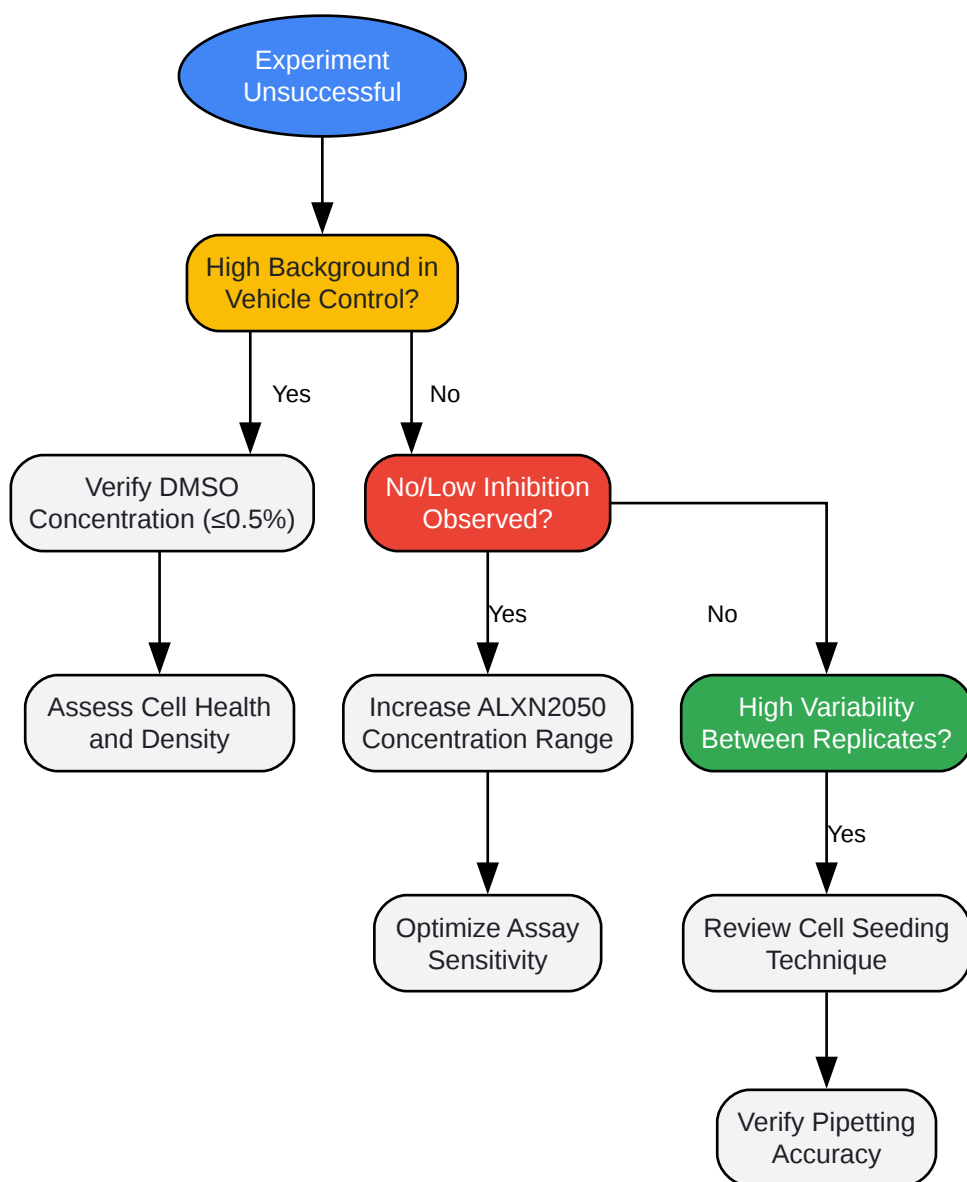 Experiment
Unsuccessful
High Background in
Vehicle Control?
Yes
No
Verify DMSO
Concentration (≤0.5%)
No/Low Inhibition
Observed?
Yes
No
Assess Cell Health
and Density
Increase ALXN2050
Concentration Range
High Variability
Between Replicates?
Yes
Optimize Assay
Sensitivity
Review Cell Seeding
Technique
Verify Pipetting
Accuracy